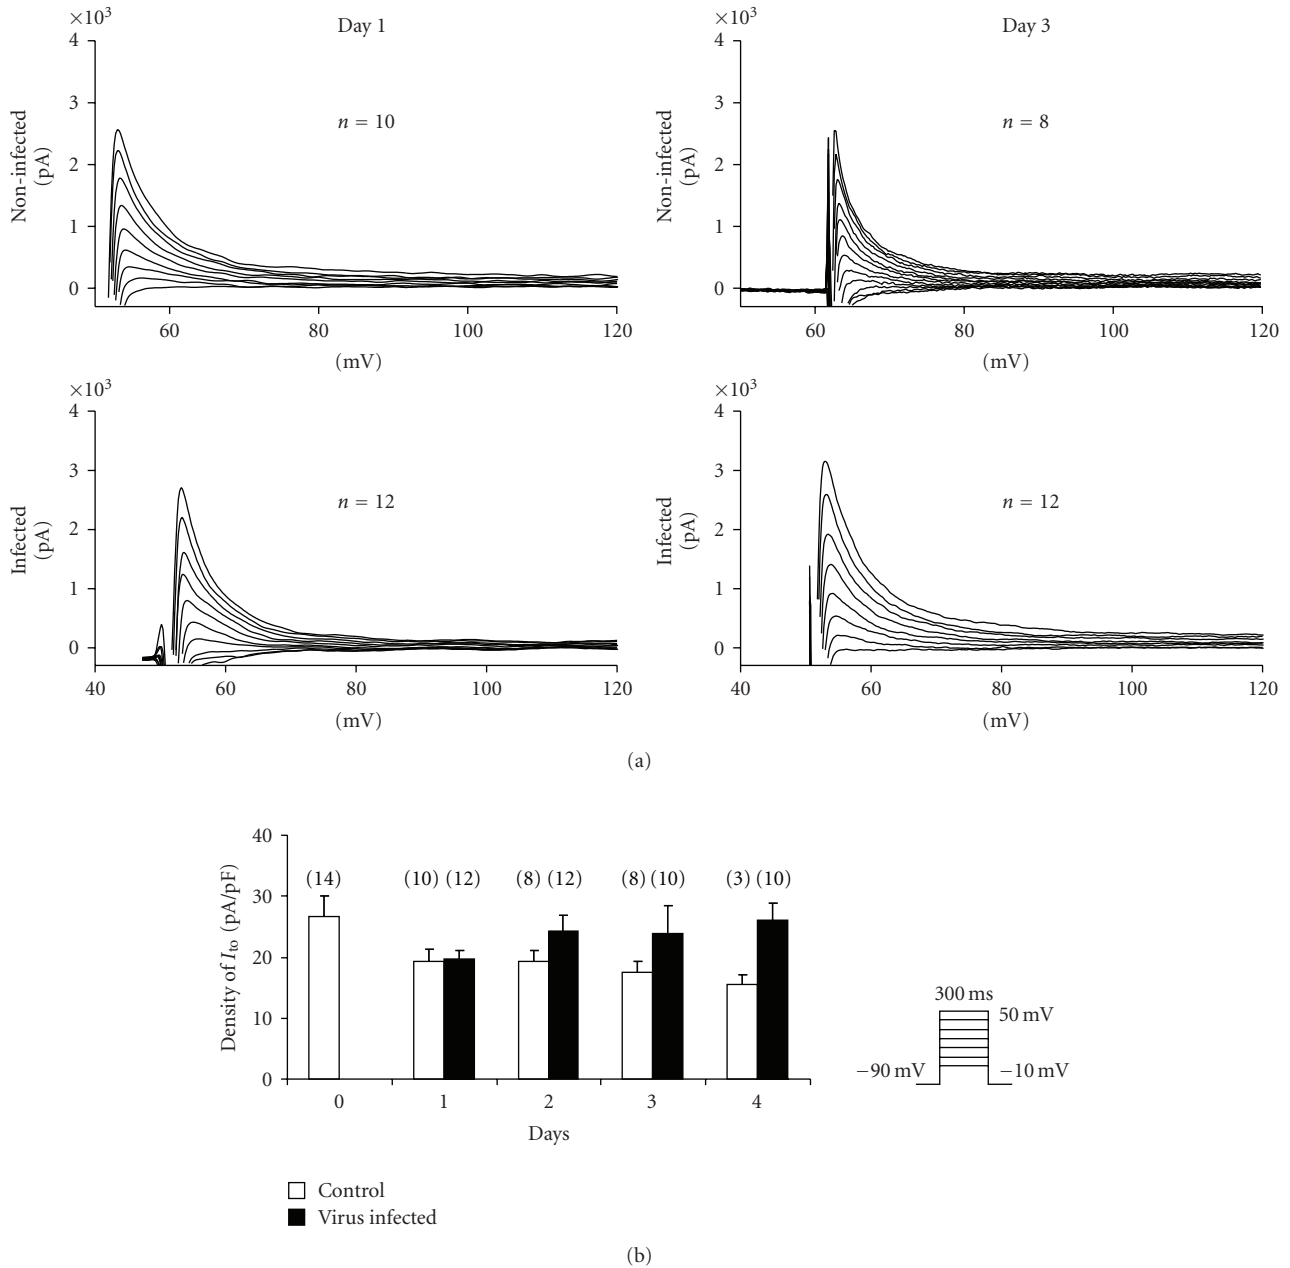 ×10³ Day 1
4
3
2
1
0
Non-infected
(pA)
n = 10
60 80 100 120
(mV)
×10³ Day 3
4
3
2
1
0
Non-infected
(pA)
n = 8
60 80 100 120
(mV)
×10³
4
3
2
1
0
Infected
(pA)
n = 12
40 60 80 100 120
(mV)
×10³
4
3
2
1
0
Infected
(pA)
n = 12
40 60 80 100 120
(mV)
(a)
40
30
20
10
0
Density of Ito (pA/pF)
(14) (10) (12) (8) (12) (8) (10) (3) (10)
0 1 2 3 4
Days
300 ms
50 mV
−90 mV −10 mV
Control
Virus infected
(b)